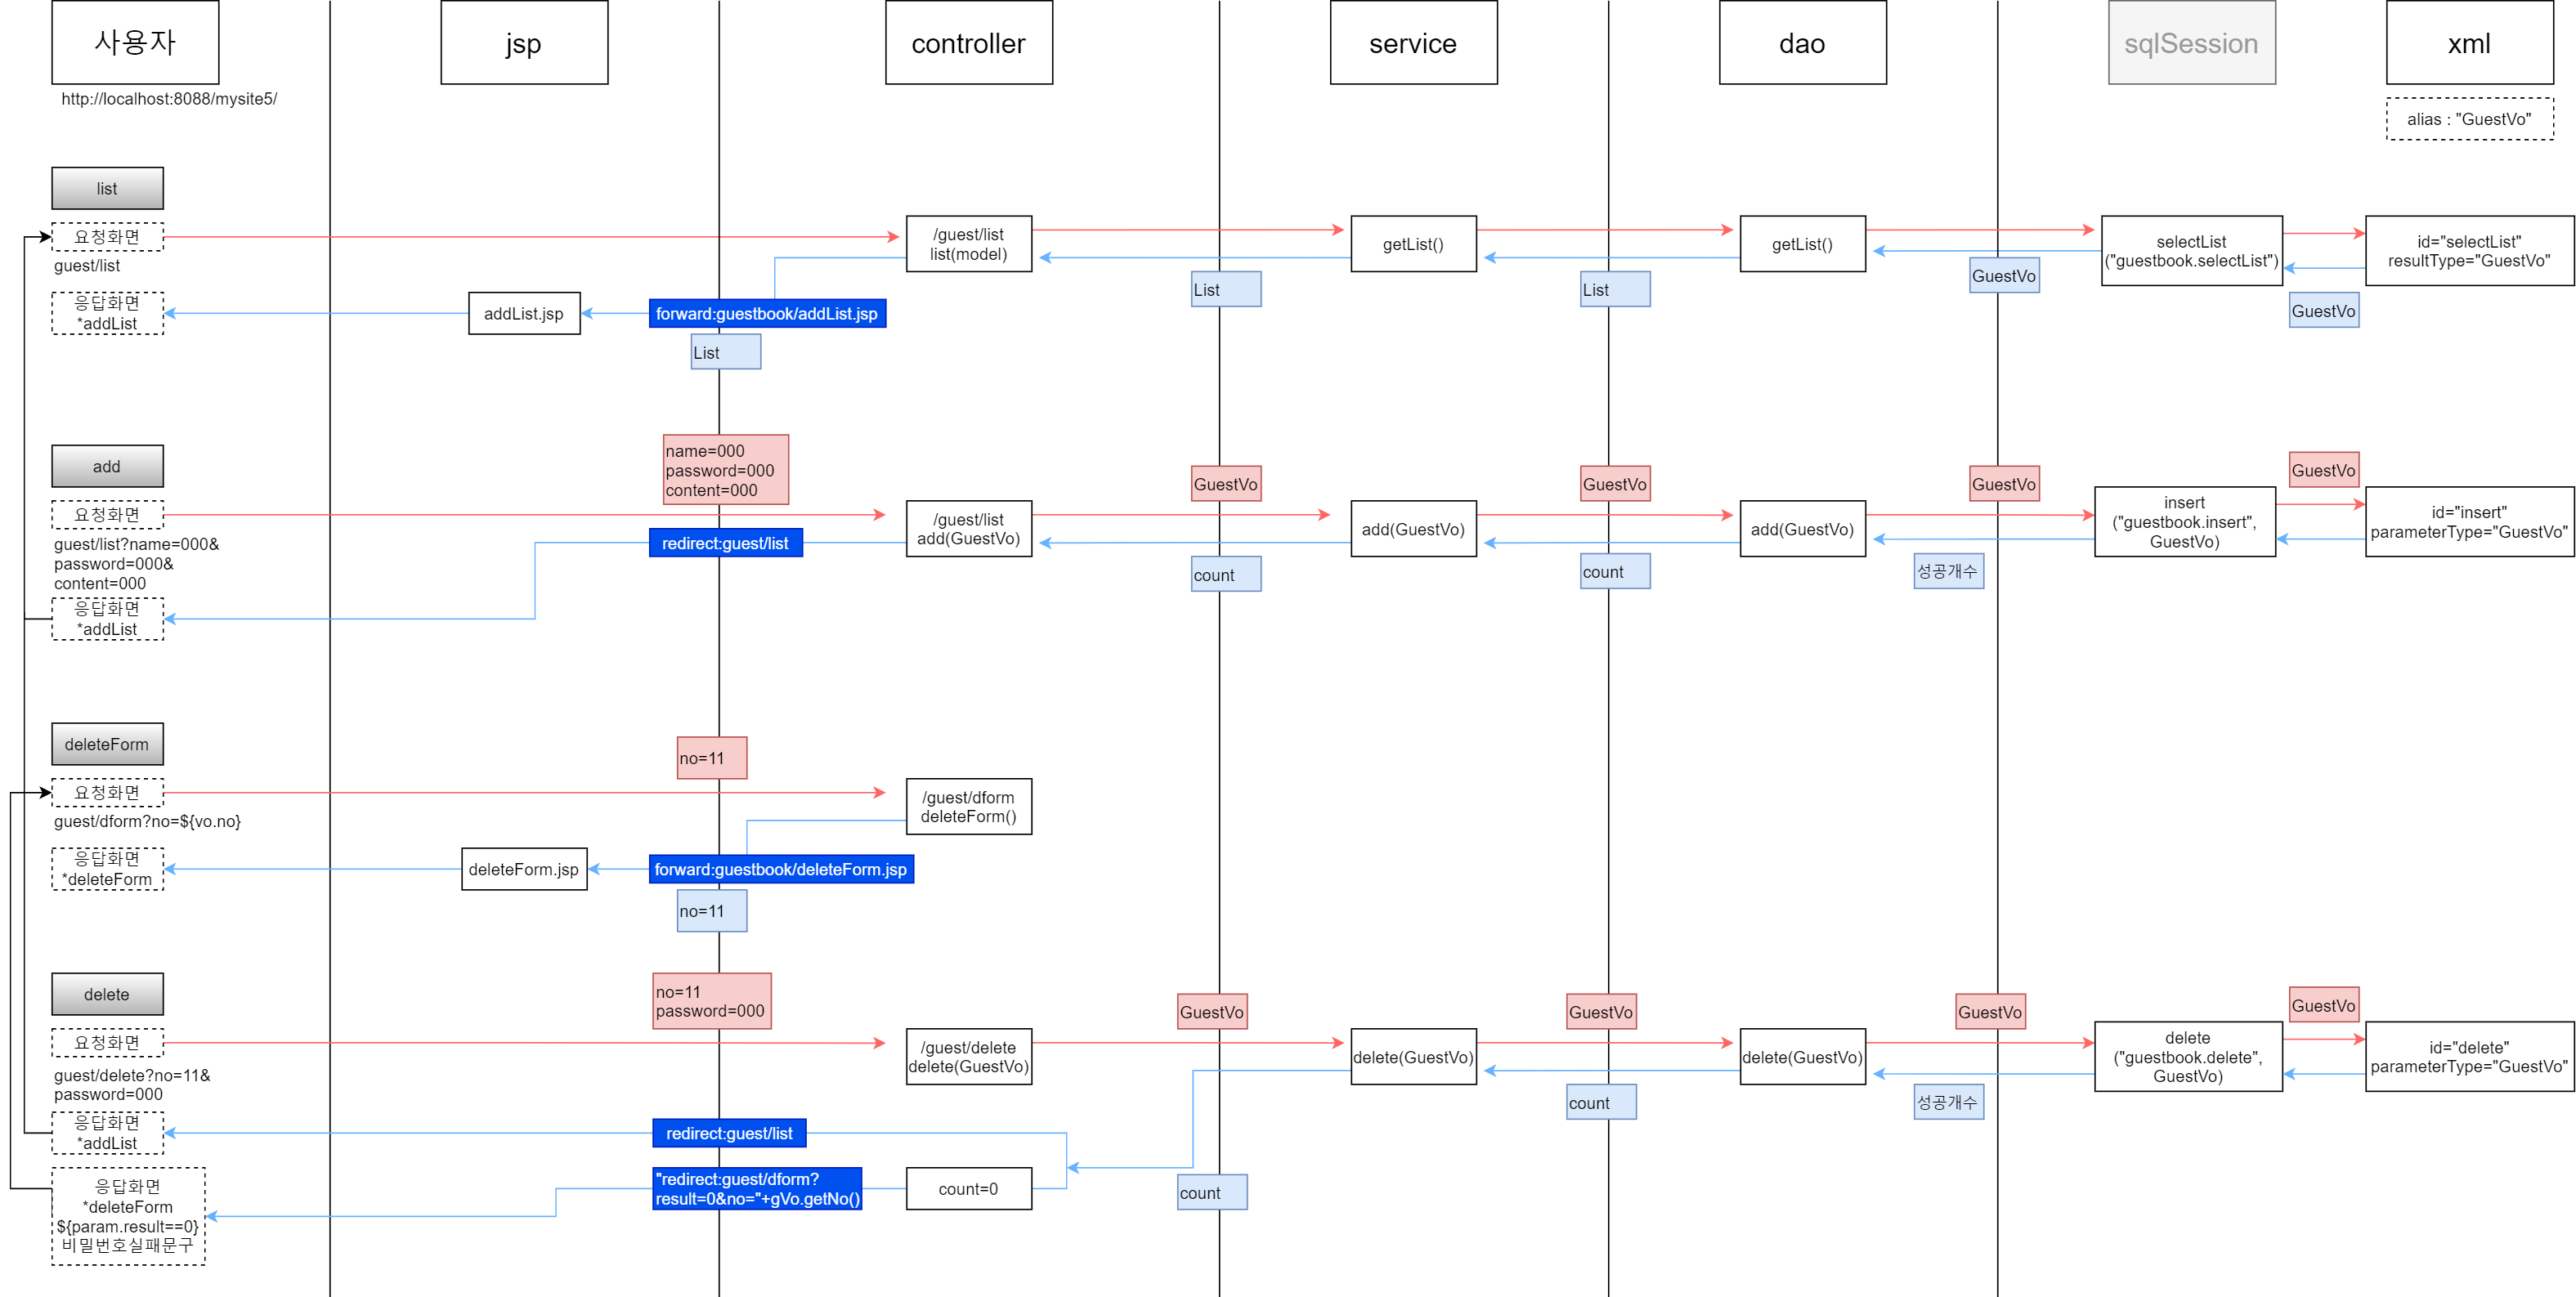 사용자
jsp
controller
service
dao
sqlSession
xml
http://localhost:8088/mysite5/
alias : "GuestVo"
list
요청화면
guest/list
응답화면
*addList
addList.jsp
forward:guestbook/addList.jsp
List
/guest/list
list(model)
List
getList()
List
getList()
GuestVo
selectList
("guestbook.selectList")
GuestVo
id="selectList"
resultType="GuestVo"
add
요청화면
guest/list?name=000&
password=000&
content=000
응답화면
*addList
name=000
password=000
content=000
redirect:guest/list
/guest/list
add(GuestVo)
GuestVo
count
add(GuestVo)
GuestVo
count
add(GuestVo)
GuestVo
성공개수
insert
("guestbook.insert",
GuestVo)
GuestVo
id="insert"
parameterType="GuestVo"
deleteForm
요청화면
guest/dform?no=${vo.no}
응답화면
*deleteForm
deleteForm.jsp
no=11
forward:guestbook/deleteForm.jsp
no=11
/guest/dform
deleteForm()
delete
요청화면
guest/delete?no=11&
password=000
응답화면
*addList
응답화면
*deleteForm
${param.result==0}
비밀번호실패문구
no=11
password=000
redirect:guest/list
"redirect:guest/dform?
result=0&no="+gVo.getNo()
/guest/delete
delete(GuestVo)
count=0
GuestVo
count
delete(GuestVo)
GuestVo
count
delete(GuestVo)
GuestVo
성공개수
delete
("guestbook.delete",
GuestVo)
GuestVo
id="delete"
parameterType="GuestVo"